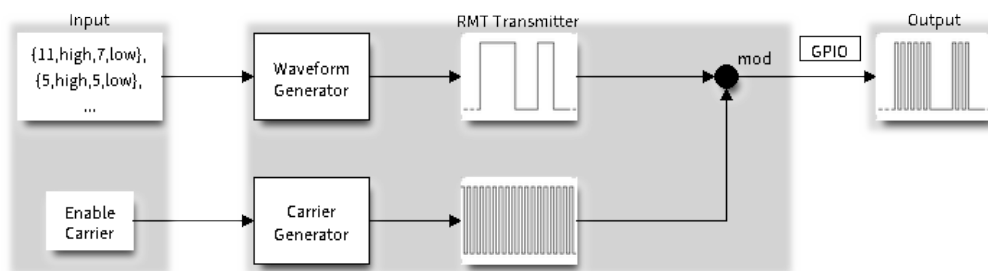 Input
RMT Transmitter
Output
{11,high,7,low},
{5,high,5,low},
...
Waveform
Generator
mod
GPIO
Enable
Carrier
Carrier
Generator